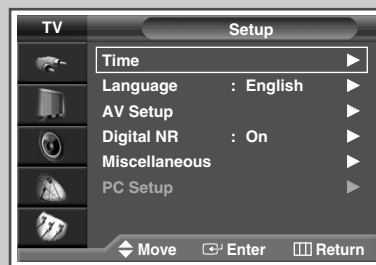 TV
Setup
Time
Language : English
AV Setup
Digital NR : On
Miscellaneous
PC Setup
Move Enter Return